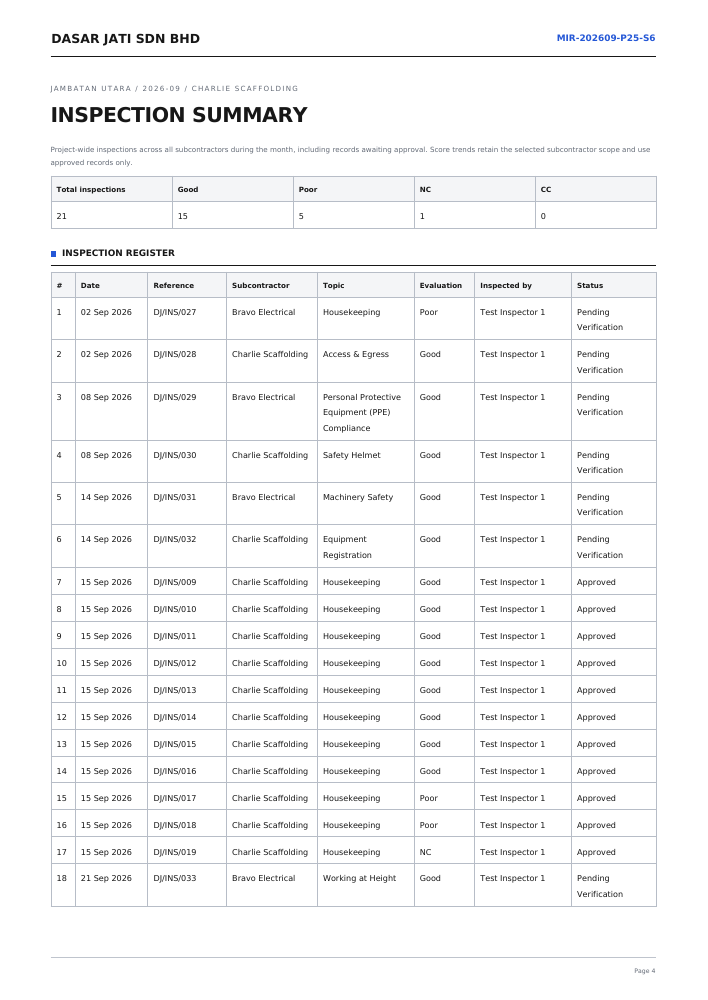 DASAR JATI SDN BHD
MIR-202609-P25-S6
JAMBATAN UTARA / 2026-09 / CHARLIE SCAFFOLDING
INSPECTION SUMMARY
Project-wide inspections across all subcontractors during the month, including records awaiting approval. Score trends retain the selected subcontractor scope and use
approved records only.
Total inspections Good Poor NC CC
21 15 5 1 0
INSPECTION REGISTER
# Date Reference Subcontractor Topic Evaluation Inspected by Status
1 02 Sep 2026 DJ/INS/027 Bravo Electrical Housekeeping Poor Test Inspector 1 Pending
Verification
2 02 Sep 2026 DJ/INS/028 Charlie Scaffolding Access & Egress Good Test Inspector 1 Pending
Verification
3 08 Sep 2026 DJ/INS/029 Bravo Electrical Personal Protective Good Test Inspector 1 Pending
Equipment (PPE) Verification
Compliance
4 08 Sep 2026 DJ/INS/030 Charlie Scaffolding Safety Helmet Good Test Inspector 1 Pending
Verification
5 14 Sep 2026 DJ/INS/031 Bravo Electrical Machinery Safety Good Test Inspector 1 Pending
Verification
6 14 Sep 2026 DJ/INS/032 Charlie Scaffolding Equipment Good Test Inspector 1 Pending
Registration Verification
7 15 Sep 2026 DJ/INS/009 Charlie Scaffolding Housekeeping Good Test Inspector 1 Approved
8 15 Sep 2026 DJ/INS/010 Charlie Scaffolding Housekeeping Good Test Inspector 1 Approved
9 15 Sep 2026 DJ/INS/011 Charlie Scaffolding Housekeeping Good Test Inspector 1 Approved
10 15 Sep 2026 DJ/INS/012 Charlie Scaffolding Housekeeping Good Test Inspector 1 Approved
11 15 Sep 2026 DJ/INS/013 Charlie Scaffolding Housekeeping Good Test Inspector 1 Approved
12 15 Sep 2026 DJ/INS/014 Charlie Scaffolding Housekeeping Good Test Inspector 1 Approved
13 15 Sep 2026 DJ/INS/015 Charlie Scaffolding Housekeeping Good Test Inspector 1 Approved
14 15 Sep 2026 DJ/INS/016 Charlie Scaffolding Housekeeping Good Test Inspector 1 Approved
15 15 Sep 2026 DJ/INS/017 Charlie Scaffolding Housekeeping Poor Test Inspector 1 Approved
16 15 Sep 2026 DJ/INS/018 Charlie Scaffolding Housekeeping Poor Test Inspector 1 Approved
17 15 Sep 2026 DJ/INS/019 Charlie Scaffolding Housekeeping NC Test Inspector 1 Approved
18 21 Sep 2026 DJ/INS/033 Bravo Electrical Working at Height Good Test Inspector 1 Pending
Verification
Page 4